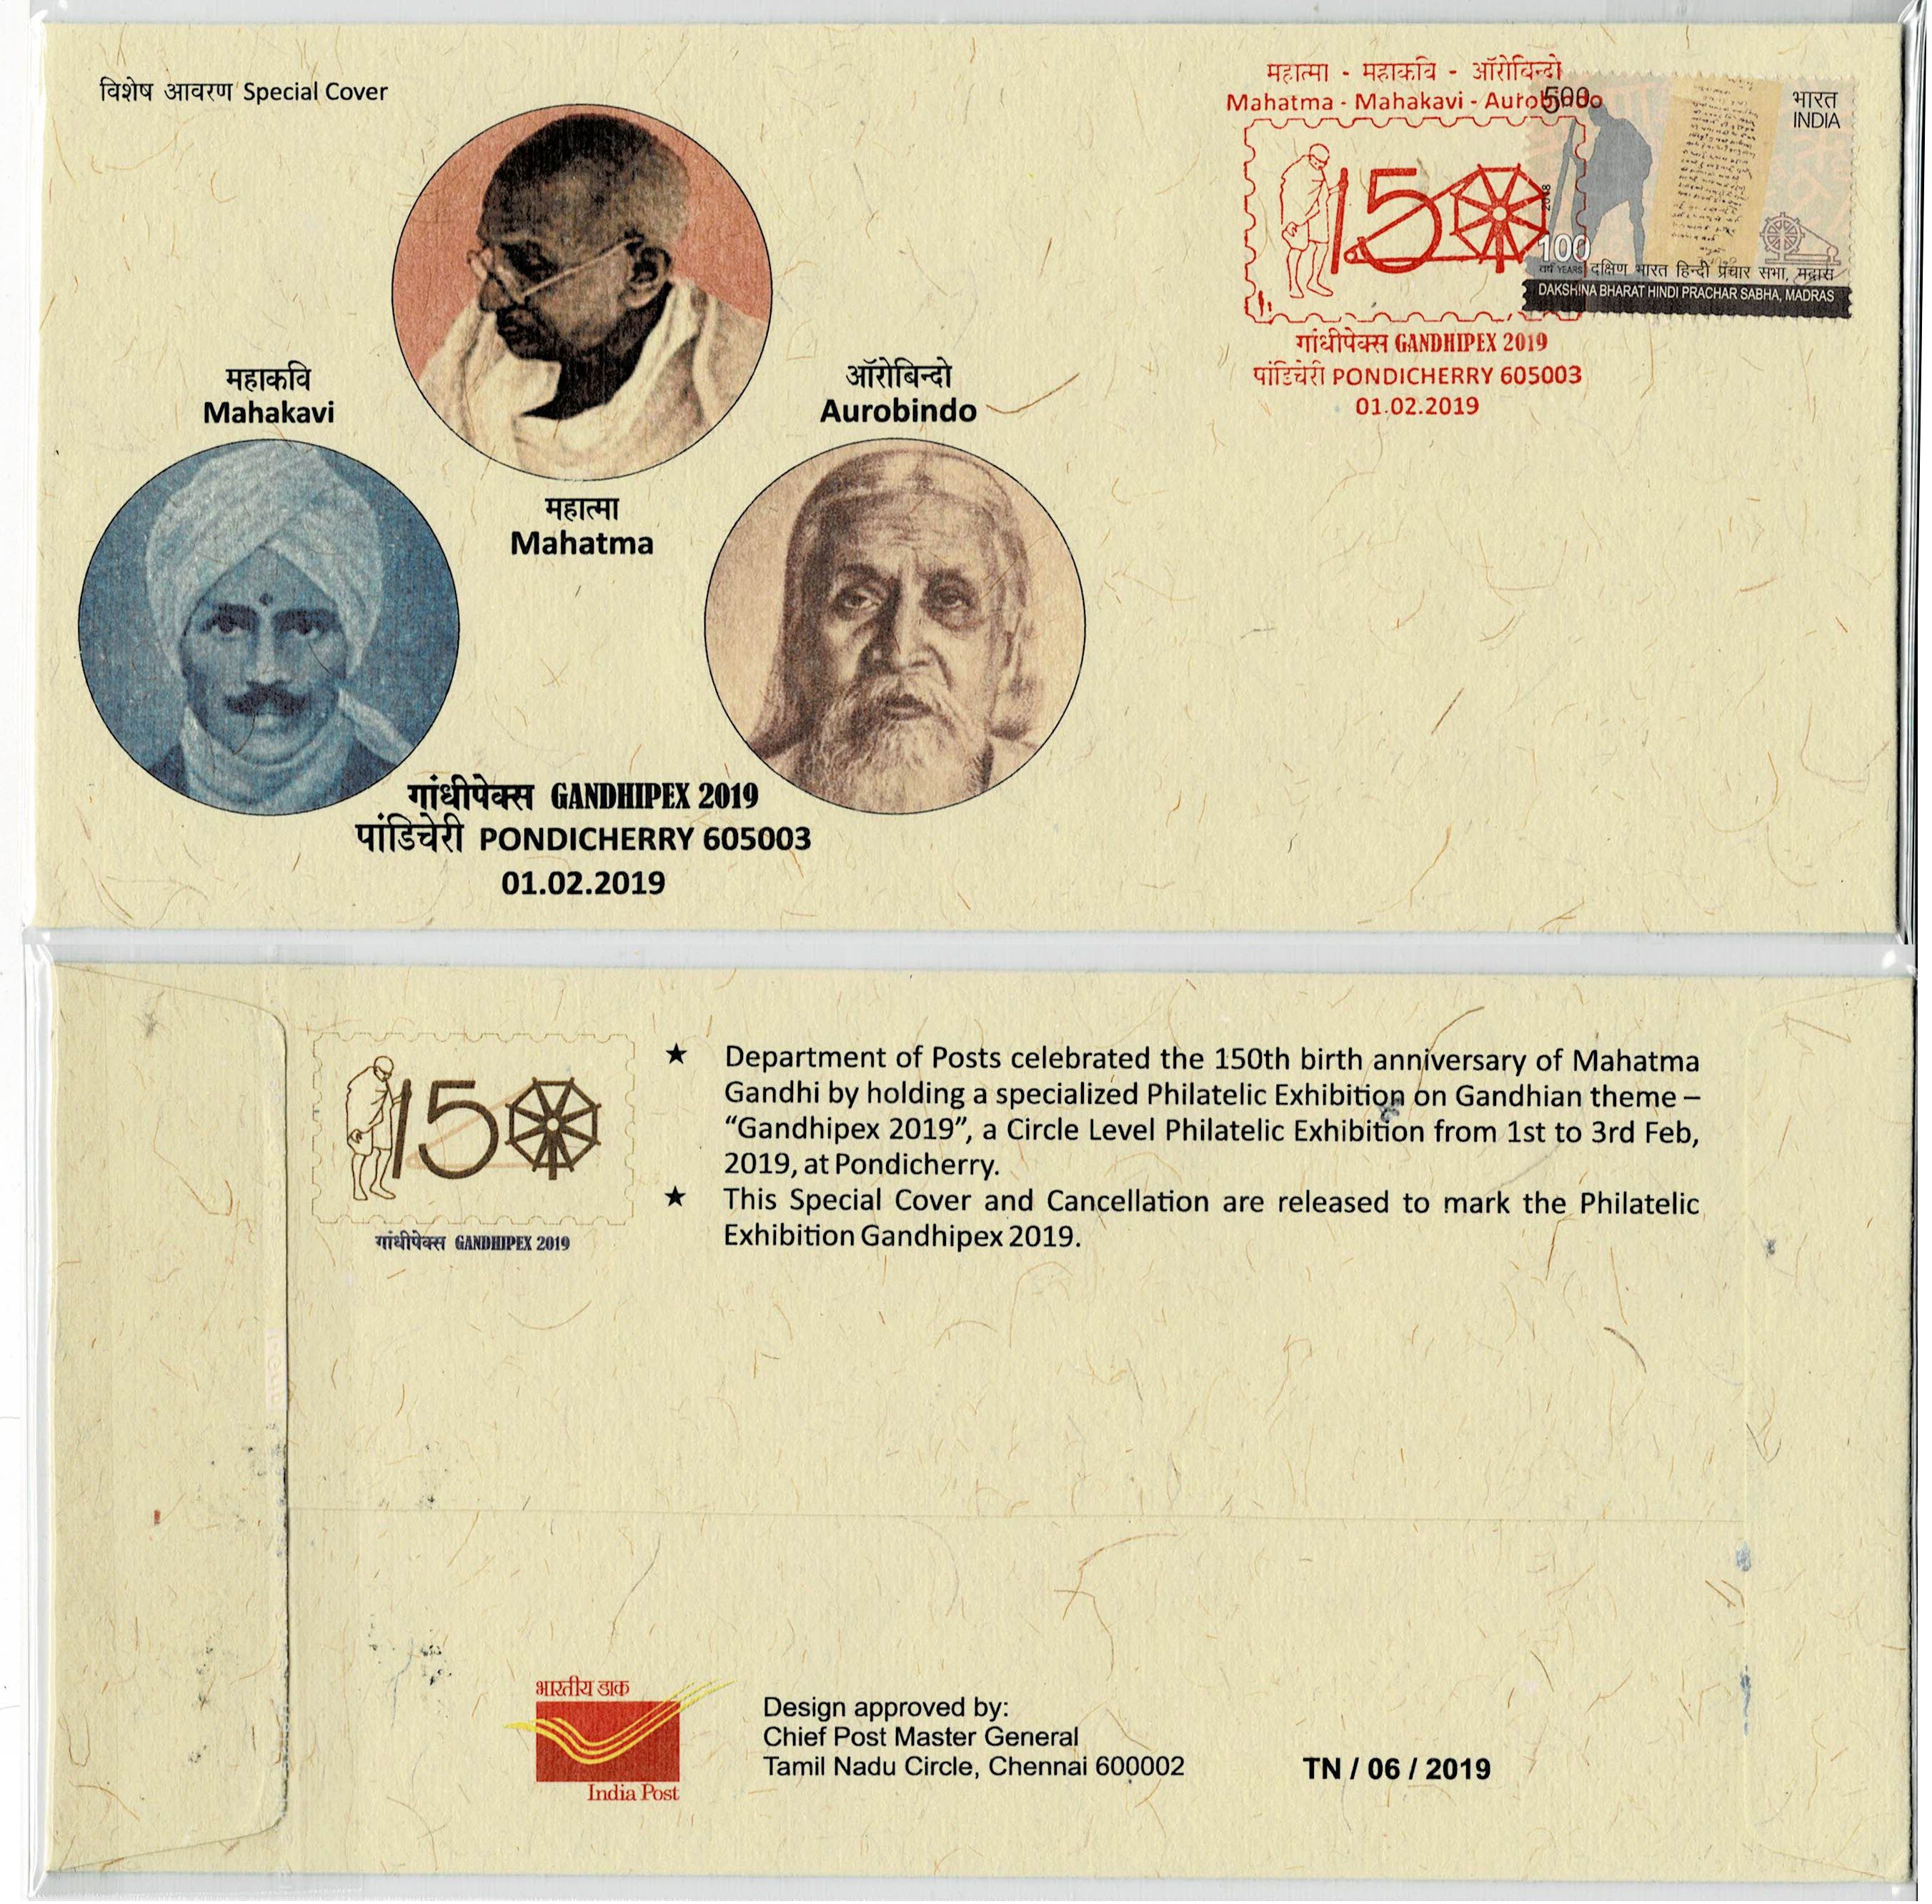 विशेष आवरण Special Cover
महात्मा - महाकवि - ऑरोबिन्दो
Mahatma - Mahakavi - Aurobindo
500
भारत
INDIA
150
2018
100
वर्ष YEARS
दक्षिण भारत हिन्दी प्रचार सभा, मद्रास
DAKSHINA BHARAT HINDI PRACHAR SABHA, MADRAS
गांधीपेक्स GANDHIPEX 2019
पांडिचेरी PONDICHERRY 605003
01.02.2019
महाकवि
Mahakavi
ऑरोबिन्दो
Aurobindo
महात्मा
Mahatma
गांधीपेक्स GANDHIPEX 2019
पांडिचेरी PONDICHERRY 605003
01.02.2019
150
गांधीपेक्स GANDHIPEX 2019
★ Department of Posts celebrated the 150th birth anniversary of Mahatma
Gandhi by holding a specialized Philatelic Exhibition on Gandhian theme –
“Gandhipex 2019”, a Circle Level Philatelic Exhibition from 1st to 3rd Feb,
2019, at Pondicherry.
★ This Special Cover and Cancellation are released to mark the Philatelic
Exhibition Gandhipex 2019.
भारतीय डाक
India Post
Design approved by:
Chief Post Master General
Tamil Nadu Circle, Chennai 600002
TN / 06 / 2019